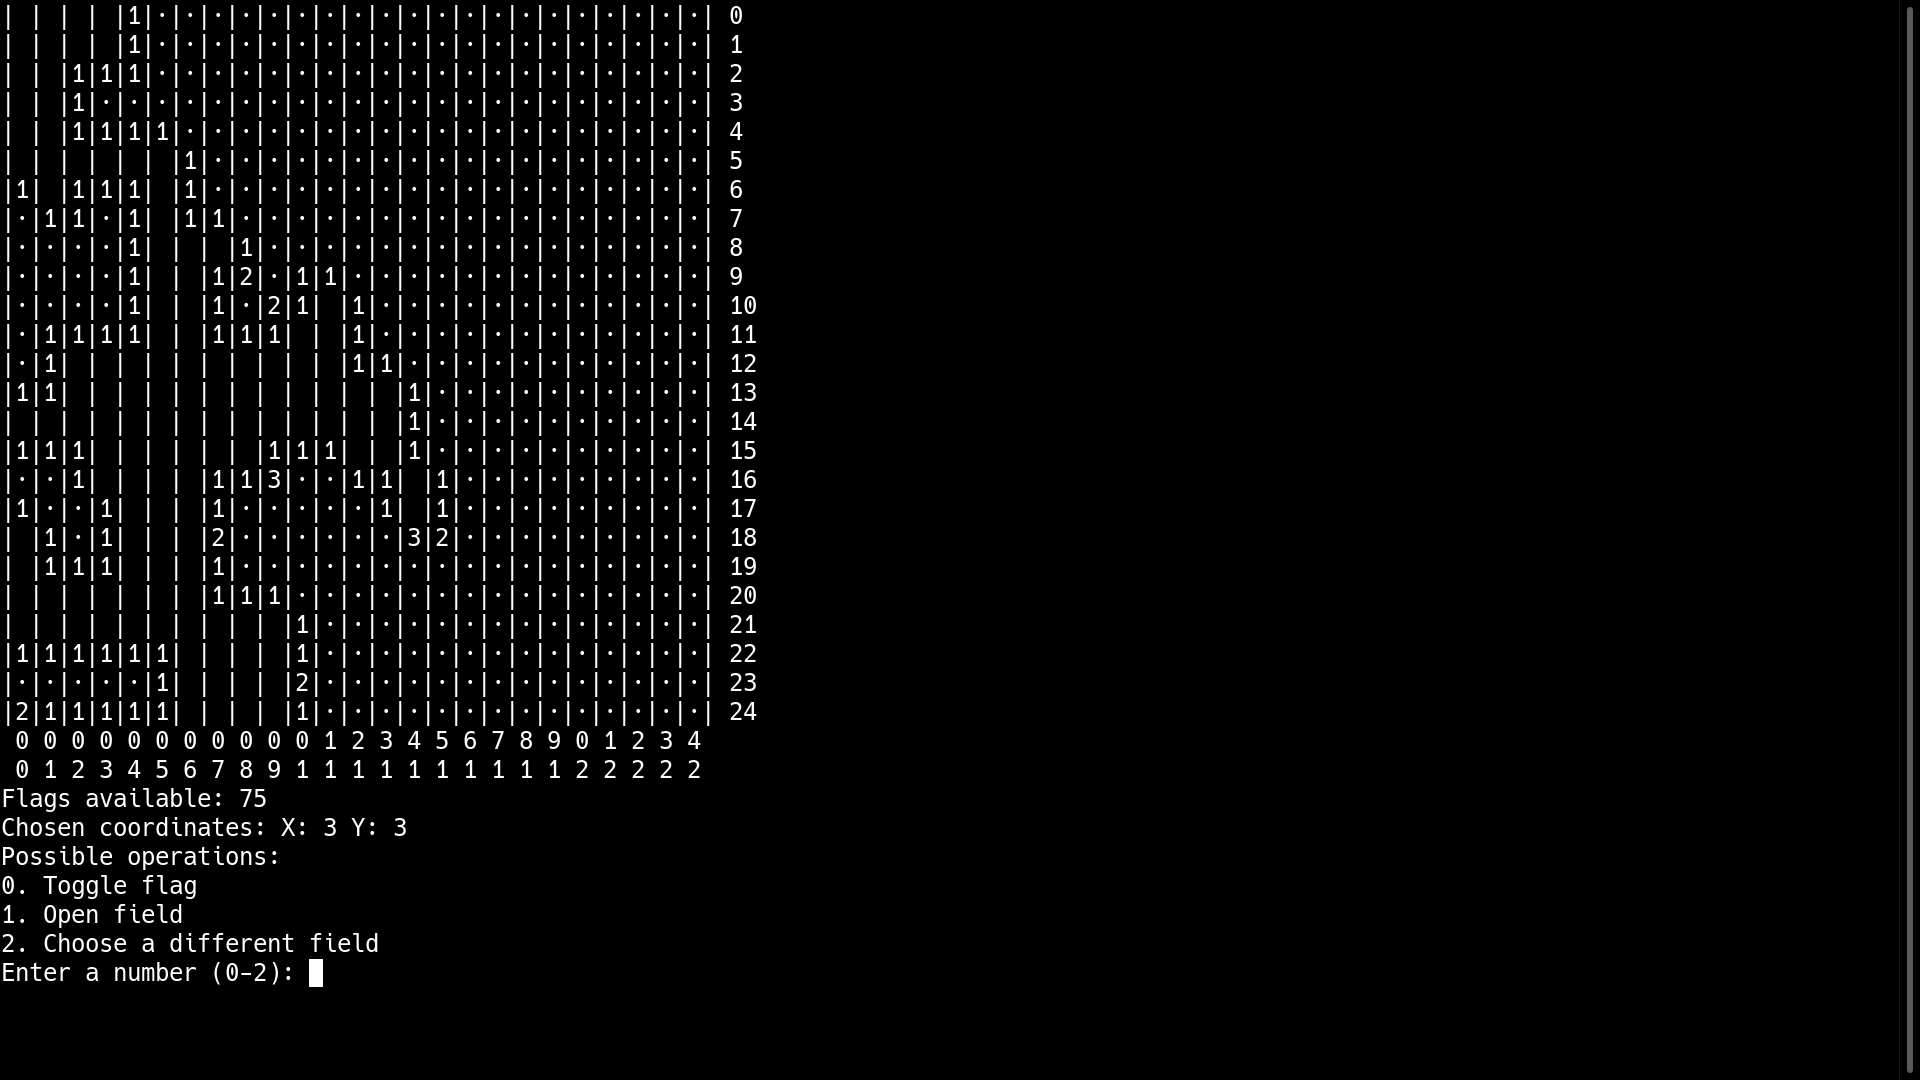 | | | | |1|·|·|·|·|·|·|·|·|·|·|·|·|·|·|·|·|·|·|·|·| 0
| | | | |1|·|·|·|·|·|·|·|·|·|·|·|·|·|·|·|·|·|·|·|·| 1
| | |1|1|1|·|·|·|·|·|·|·|·|·|·|·|·|·|·|·|·|·|·|·|·| 2
| | |1|·|·|·|·|·|·|·|·|·|·|·|·|·|·|·|·|·|·|·|·|·|·| 3
| | |1|1|1|1|·|·|·|·|·|·|·|·|·|·|·|·|·|·|·|·|·|·|·| 4
| | | | | | |1|·|·|·|·|·|·|·|·|·|·|·|·|·|·|·|·|·|·| 5
|1| |1|1|1| |1|·|·|·|·|·|·|·|·|·|·|·|·|·|·|·|·|·|·| 6
|·|1|1|·|1| |1|1|·|·|·|·|·|·|·|·|·|·|·|·|·|·|·|·|·| 7
|·|·|·|·|1| | | |1|·|·|·|·|·|·|·|·|·|·|·|·|·|·|·|·| 8
|·|·|·|·|1| | |1|2|·|1|1|·|·|·|·|·|·|·|·|·|·|·|·|·| 9
|·|·|·|·|1| | |1|·|2|1| |1|·|·|·|·|·|·|·|·|·|·|·|·| 10
|·|1|1|1|1| | |1|1|1| | |1|·|·|·|·|·|·|·|·|·|·|·|·| 11
|·|1| | | | | | | | | | |1|1|·|·|·|·|·|·|·|·|·|·|·| 12
|1|1| | | | | | | | | | | | |1|·|·|·|·|·|·|·|·|·|·| 13
| | | | | | | | | | | | | | |1|·|·|·|·|·|·|·|·|·|·| 14
|1|1|1| | | | | | |1|1|1| | |1|·|·|·|·|·|·|·|·|·|·| 15
|·|·|1| | | | |1|1|3|·|·|1|1| |1|·|·|·|·|·|·|·|·|·| 16
|1|·|·|1| | | |1|·|·|·|·|·|1| |1|·|·|·|·|·|·|·|·|·| 17
| |1|·|1| | | |2|·|·|·|·|·|·|3|2|·|·|·|·|·|·|·|·|·| 18
| |1|1|1| | | |1|·|·|·|·|·|·|·|·|·|·|·|·|·|·|·|·|·| 19
| | | | | | | |1|1|1|·|·|·|·|·|·|·|·|·|·|·|·|·|·|·| 20
| | | | | | | | | | |1|·|·|·|·|·|·|·|·|·|·|·|·|·|·| 21
|1|1|1|1|1|1| | | | |1|·|·|·|·|·|·|·|·|·|·|·|·|·|·| 22
|·|·|·|·|·|1| | | | |2|·|·|·|·|·|·|·|·|·|·|·|·|·|·| 23
|2|1|1|1|1|1| | | | |1|·|·|·|·|·|·|·|·|·|·|·|·|·|·| 24
0 0 0 0 0 0 0 0 0 0 0 1 2 3 4 5 6 7 8 9 0 1 2 3 4
0 1 2 3 4 5 6 7 8 9 1 1 1 1 1 1 1 1 1 1 2 2 2 2 2
Flags available: 75
Chosen coordinates: X: 3 Y: 3
Possible operations:
0. Toggle flag
1. Open field
2. Choose a different field
Enter a number (0-2):